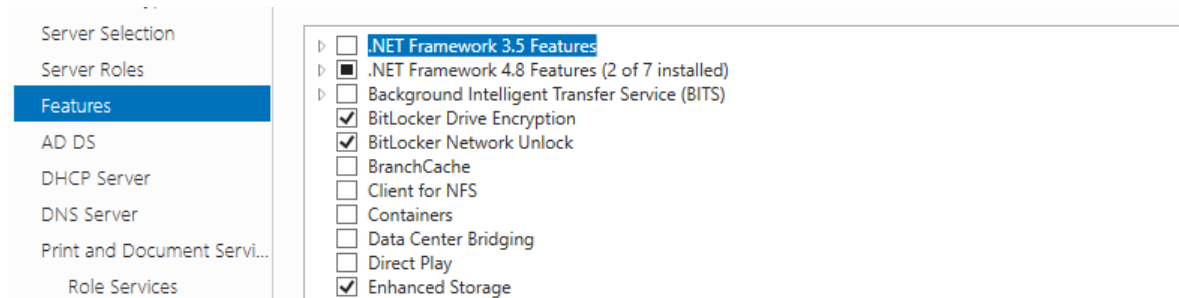 Server Selection
Server Roles
Features
AD DS
DHCP Server
DNS Server
Print and Document Servi...
Role Services
.NET Framework 3.5 Features
.NET Framework 4.8 Features (2 of 7 installed)
Background Intelligent Transfer Service (BITS)
BitLocker Drive Encryption
BitLocker Network Unlock
BranchCache
Client for NFS
Containers
Data Center Bridging
Direct Play
Enhanced Storage